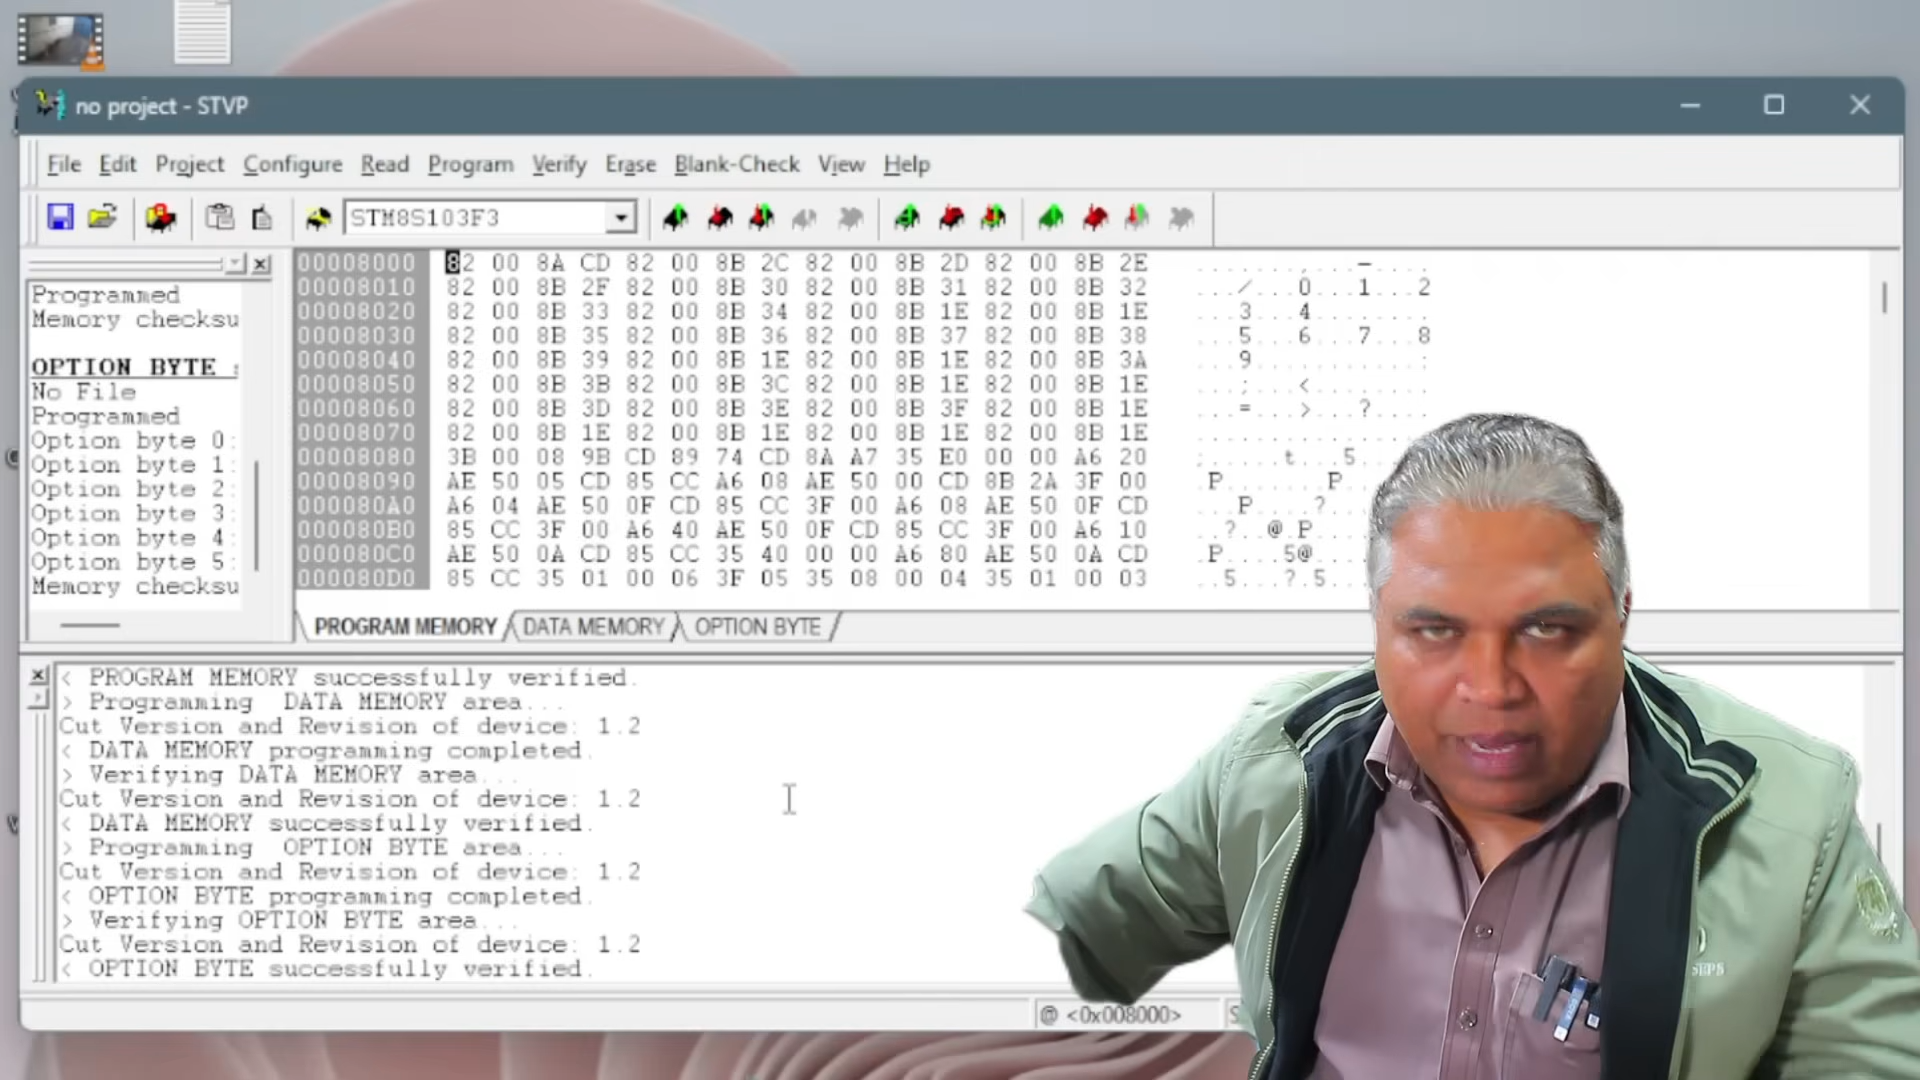 no project - STVP
File Edit Project Configure Read Program Verify Erase Blank-Check View Help
STM8S103F3
Programmed
Memory checksu
OPTION BYTE
No File
Programmed
Option byte 0:
Option byte 1:
Option byte 2:
Option byte 3:
Option byte 4:
Option byte 5:
Memory checksu
00008000 82 00 8A CD 82 00 8B 2C 82 00 8B 2D 82 00 8B 2E . . . . . . . , . . . - . . . .
00008010 82 00 8B 2F 82 00 8B 30 82 00 8B 31 82 00 8B 32 . . . / . . . 0 . . . 1 . . . 2
00008020 82 00 8B 33 82 00 8B 34 82 00 8B 1E 82 00 8B 1E . . . 3 . . . 4 . . . . . . . .
00008030 82 00 8B 35 82 00 8B 36 82 00 8B 37 82 00 8B 38 . . . 5 . . . 6 . . . 7 . . . 8
00008040 82 00 8B 39 82 00 8B 1E 82 00 8B 1E 82 00 8B 3A . . . 9 . . . . . . . . . . . :
00008050 82 00 8B 3B 82 00 8B 3C 82 00 8B 1E 82 00 8B 1E . . . ; . . . < . . . . . . . .
00008060 82 00 8B 3D 82 00 8B 3E 82 00 8B 3F 82 00 8B 1E . . . = . . . > . . . ? . . . .
00008070 82 00 8B 1E 82 00 8B 1E 82 00 8B 1E 82 00 8B 1E . . . . . . . . . . . . . . . .
00008080 3B 00 08 9B CD 89 74 CD 8A A7 35 E0 00 00 A6 20 ; . . . . . t . . . 5 . . . .
00008090 AE 50 05 CD 85 CC A6 08 AE 50 00 CD 8B 2A 3F 00 . P . . . . . . . P
000080A0 A6 04 AE 50 0F CD 85 CC 3F 00 A6 08 AE 50 0F CD . . . P . . . . ?
000080B0 85 CC 3F 00 A6 40 AE 50 0F CD 85 CC 3F 00 A6 10 . . ? . . @ . P
000080C0 AE 50 0A CD 85 CC 35 40 00 00 A6 80 AE 50 0A CD . P . . . . 5 @
000080D0 85 CC 35 01 00 06 3F 05 35 08 00 04 35 01 00 03 . . 5 . . . ? . 5
PROGRAM MEMORY DATA MEMORY OPTION BYTE
< PROGRAM MEMORY successfully verified.
> Programming DATA MEMORY area...
Cut Version and Revision of device: 1.2
< DATA MEMORY programming completed.
> Verifying DATA MEMORY area...
Cut Version and Revision of device: 1.2
< DATA MEMORY successfully verified.
> Programming OPTION BYTE area...
Cut Version and Revision of device: 1.2
< OPTION BYTE programming completed.
> Verifying OPTION BYTE area...
Cut Version and Revision of device: 1.2
< OPTION BYTE successfully verified.
@ <0x008000>